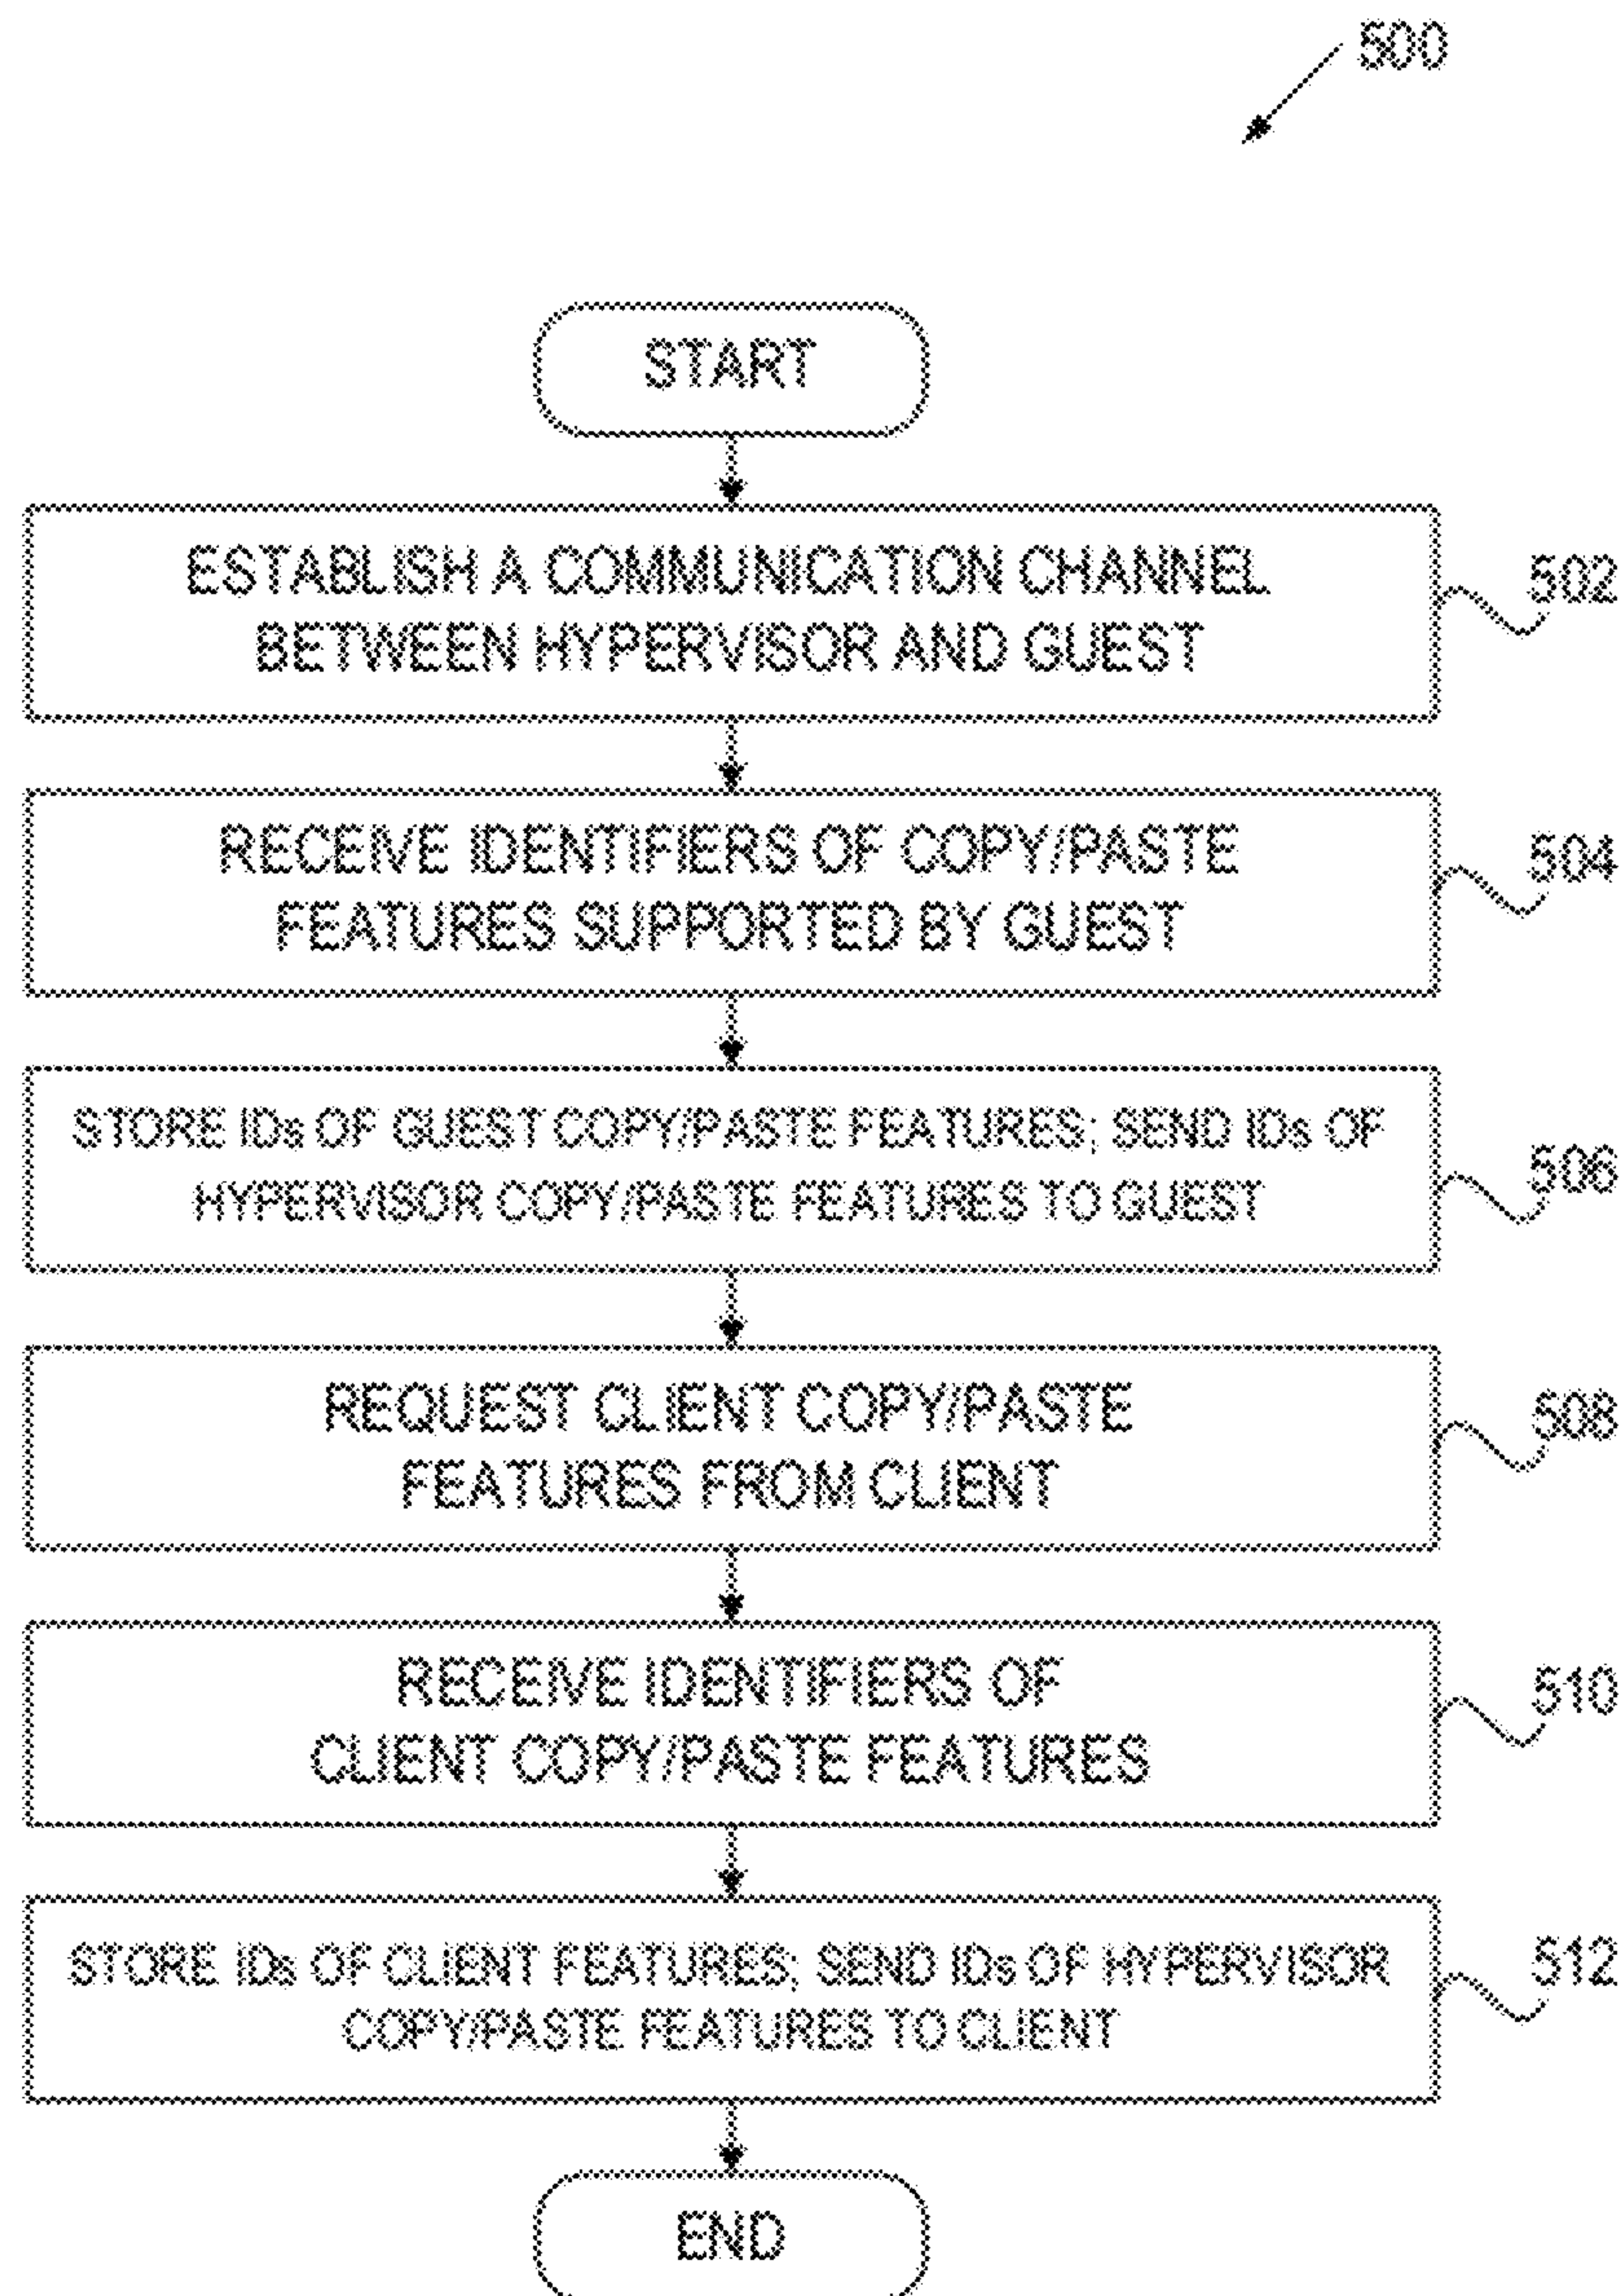 500
START
ESTABLISH A COMMUNICATION CHANNEL
BETWEEN HYPERVISOR AND GUEST
502
RECEIVE IDENTIFIERS OF COPY/PASTE
FEATURES SUPPORTED BY GUEST
504
STORE IDs OF GUEST COPY/PASTE FEATURES; SEND IDs OF
HYPERVISOR COPY/PASTE FEATURES TO GUEST
506
REQUEST CLIENT COPY/PASTE
FEATURES FROM CLIENT
508
RECEIVE IDENTIFIERS OF
CLIENT COPY/PASTE FEATURES
510
STORE IDs OF CLIENT FEATURES; SEND IDs OF HYPERVISOR
COPY/PASTE FEATURES TO CLIENT
512
END